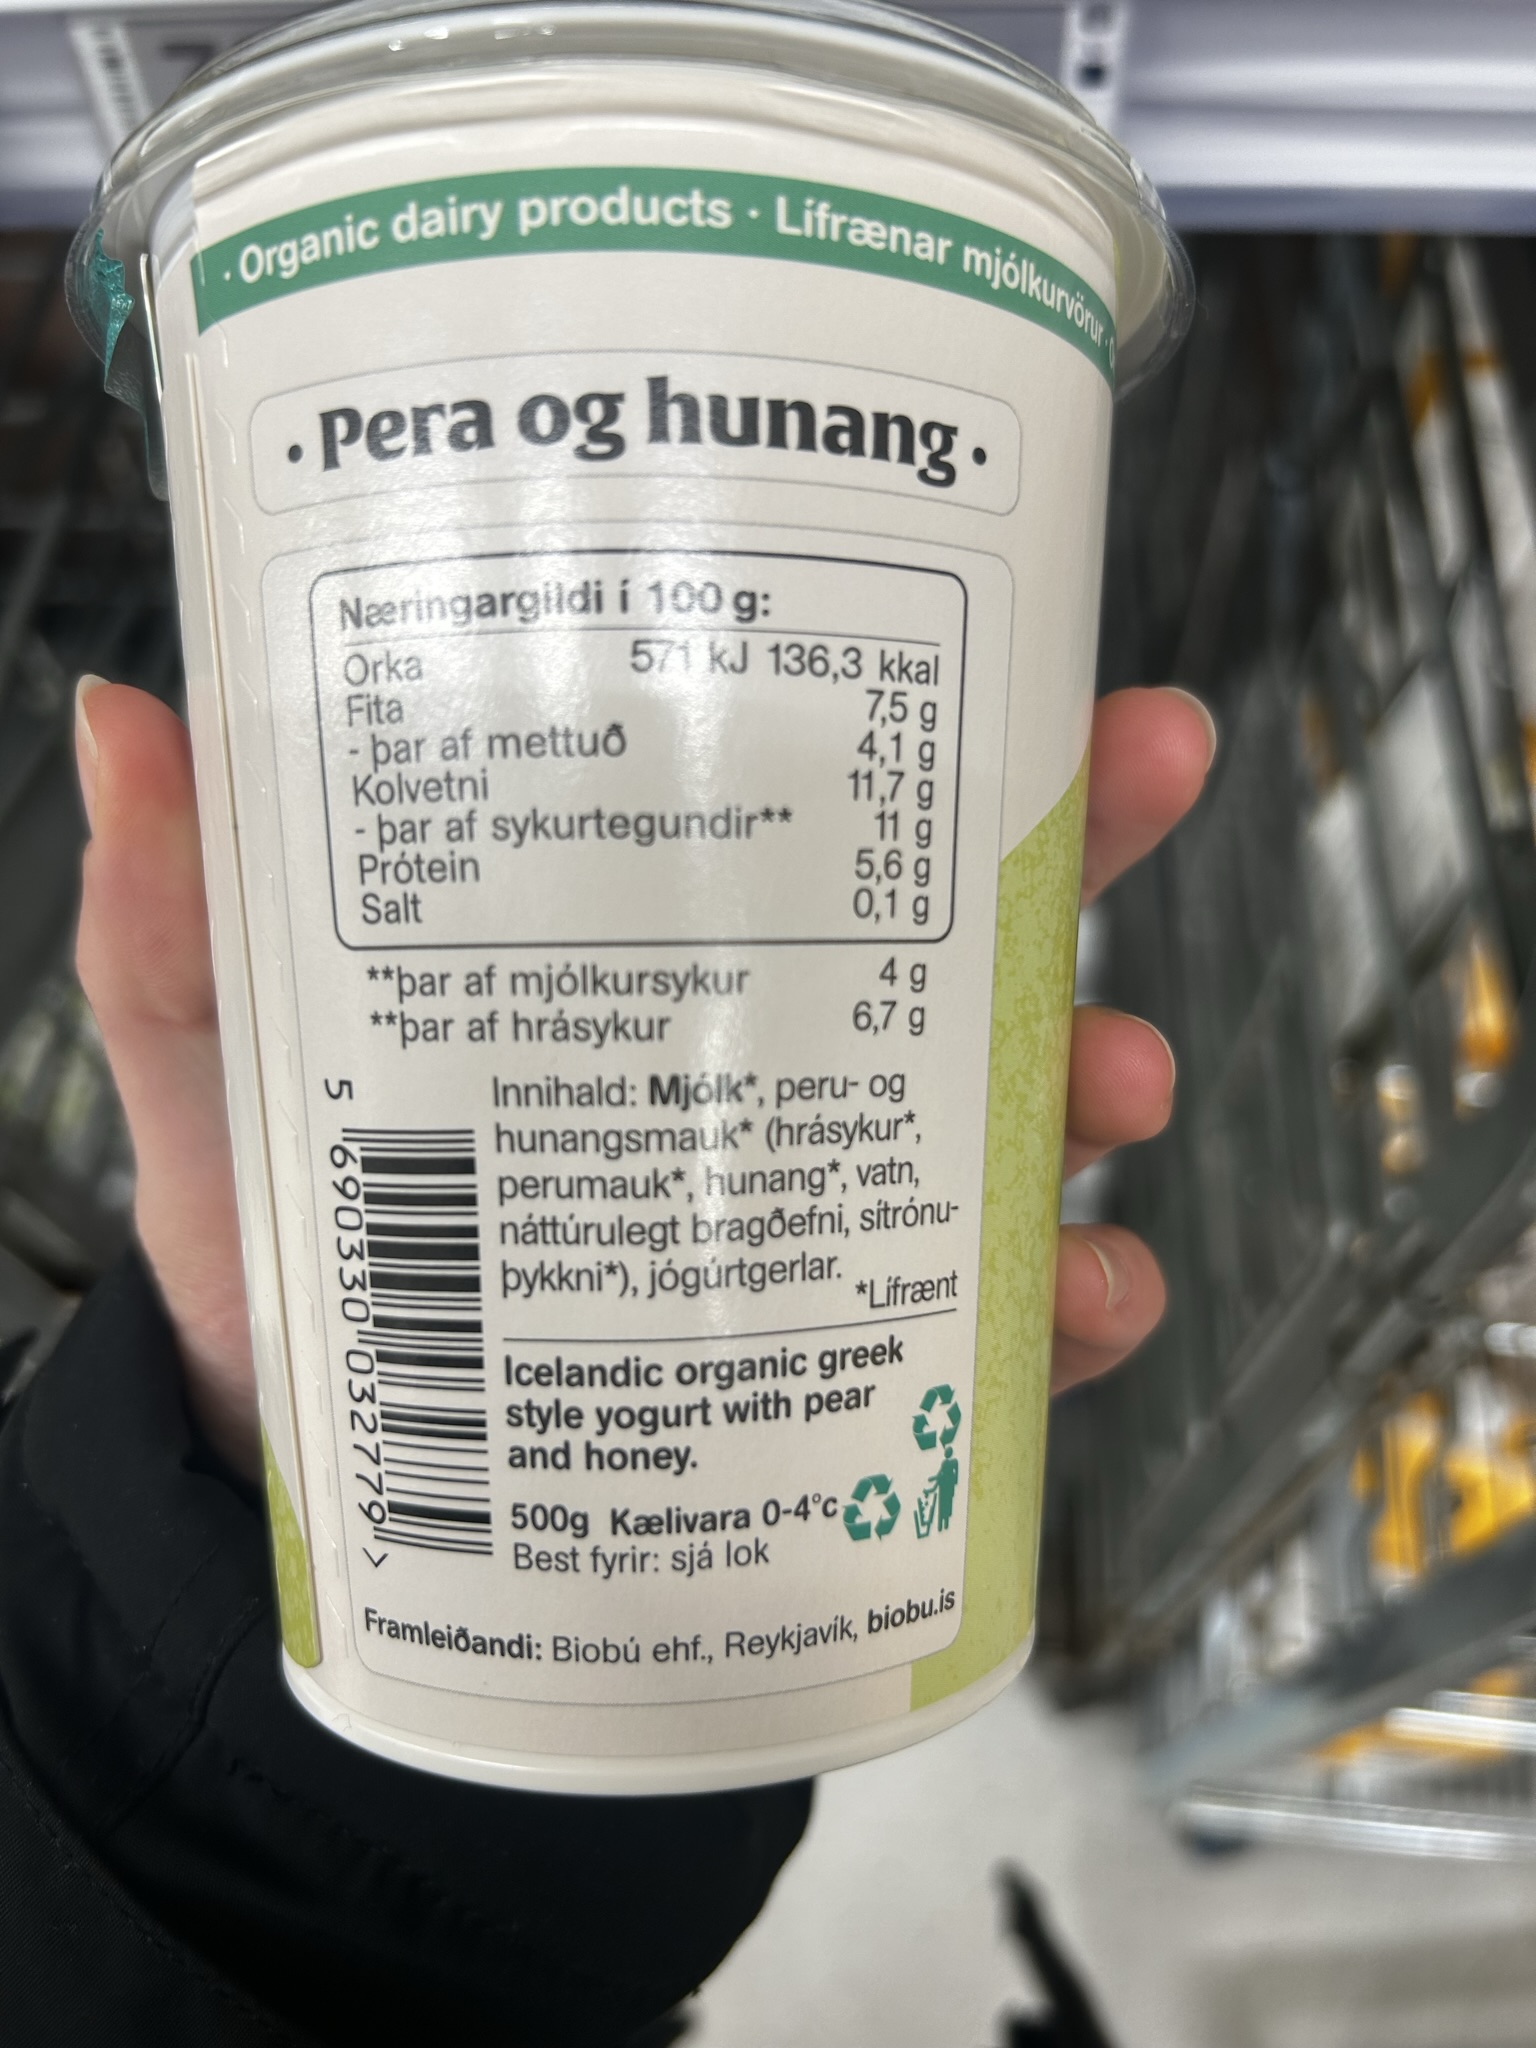 · Organic dairy products · Lífrænar mjólkurvörur ·
· Pera og hunang ·
Næringargildi í 100 g:
Orka 571 kJ 136,3 kkal
Fita 7,5 g
- þar af mettuð 4,1 g
Kolvetni 11,7 g
- þar af sykurtegundir** 11 g
Prótein 5,6 g
Salt 0,1 g
**þar af mjólkursykur 4 g
**þar af hrásykur 6,7 g
Innihald: Mjólk*, peru- og
hunangsmauk* (hrásykur*,
perumauk*, hunang*, vatn,
náttúrulegt bragðefni, sítrónu-
þykkni*), jógúrtgerlar.
*Lífrænt
5 690330 032779 >
Icelandic organic greek
style yogurt with pear
and honey.
500g Kælivara 0-4°c
Best fyrir: sjá lok
Framleiðandi: Biobú ehf., Reykjavík, biobu.is